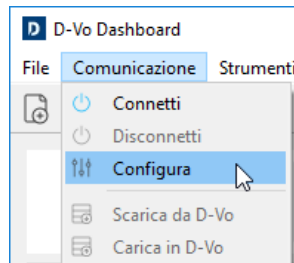 D D-Vo Dashboard
File Comunicazione Strumenti
Connetti
Disconnetti
Configura
Scarica da D-Vo
Carica in D-Vo